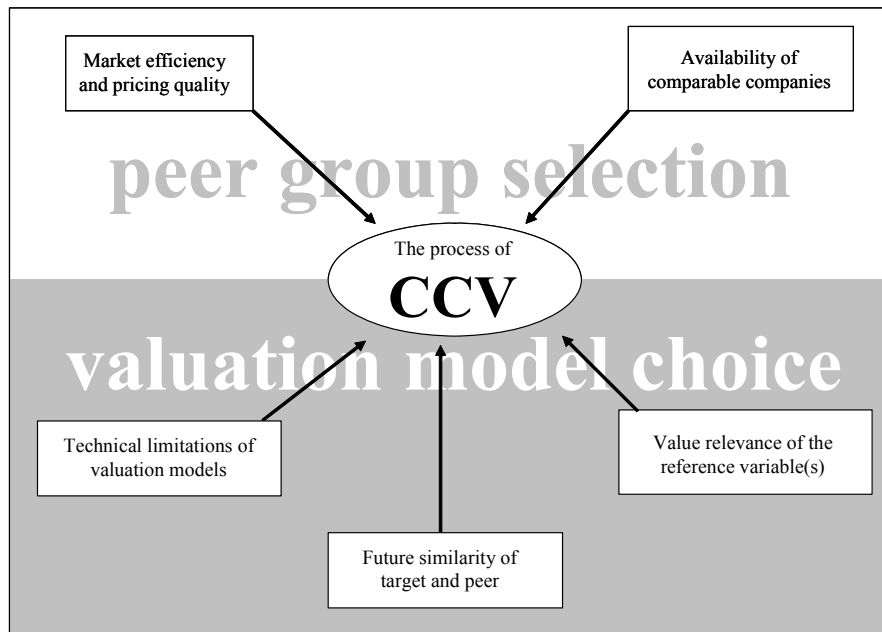 Market efficiency
and pricing quality
Availability of
comparable companies
peer group selection
The process of
CCV
valuation model choice
Technical limitations of
valuation models
Value relevance of the
reference variable(s)
Future similarity of
target and peer